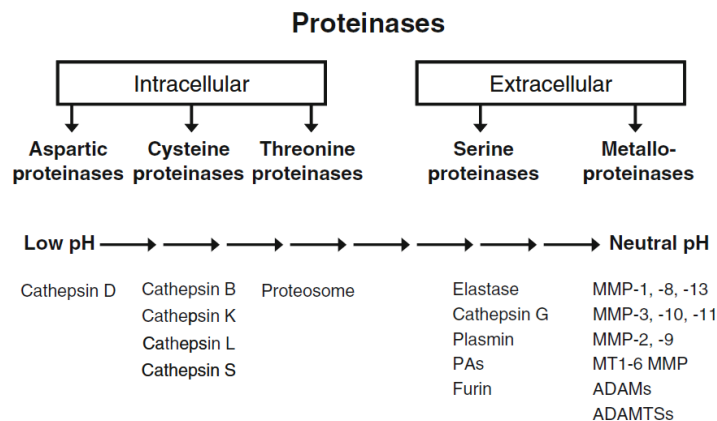 Proteinases
Intracellular
Extracellular
Aspartic proteinases
Cysteine proteinases
Threonine proteinases
Serine proteinases
Metallo-proteinases
Low pH
Neutral pH
Cathepsin D
Cathepsin B
Cathepsin K
Cathepsin L
Cathepsin S
Proteosome
Elastase
Cathepsin G
Plasmin
PAs
Furin
MMP-1, -8, -13
MMP-3, -10, -11
MMP-2, -9
MT1-6 MMP
ADAMs
ADAMTSs